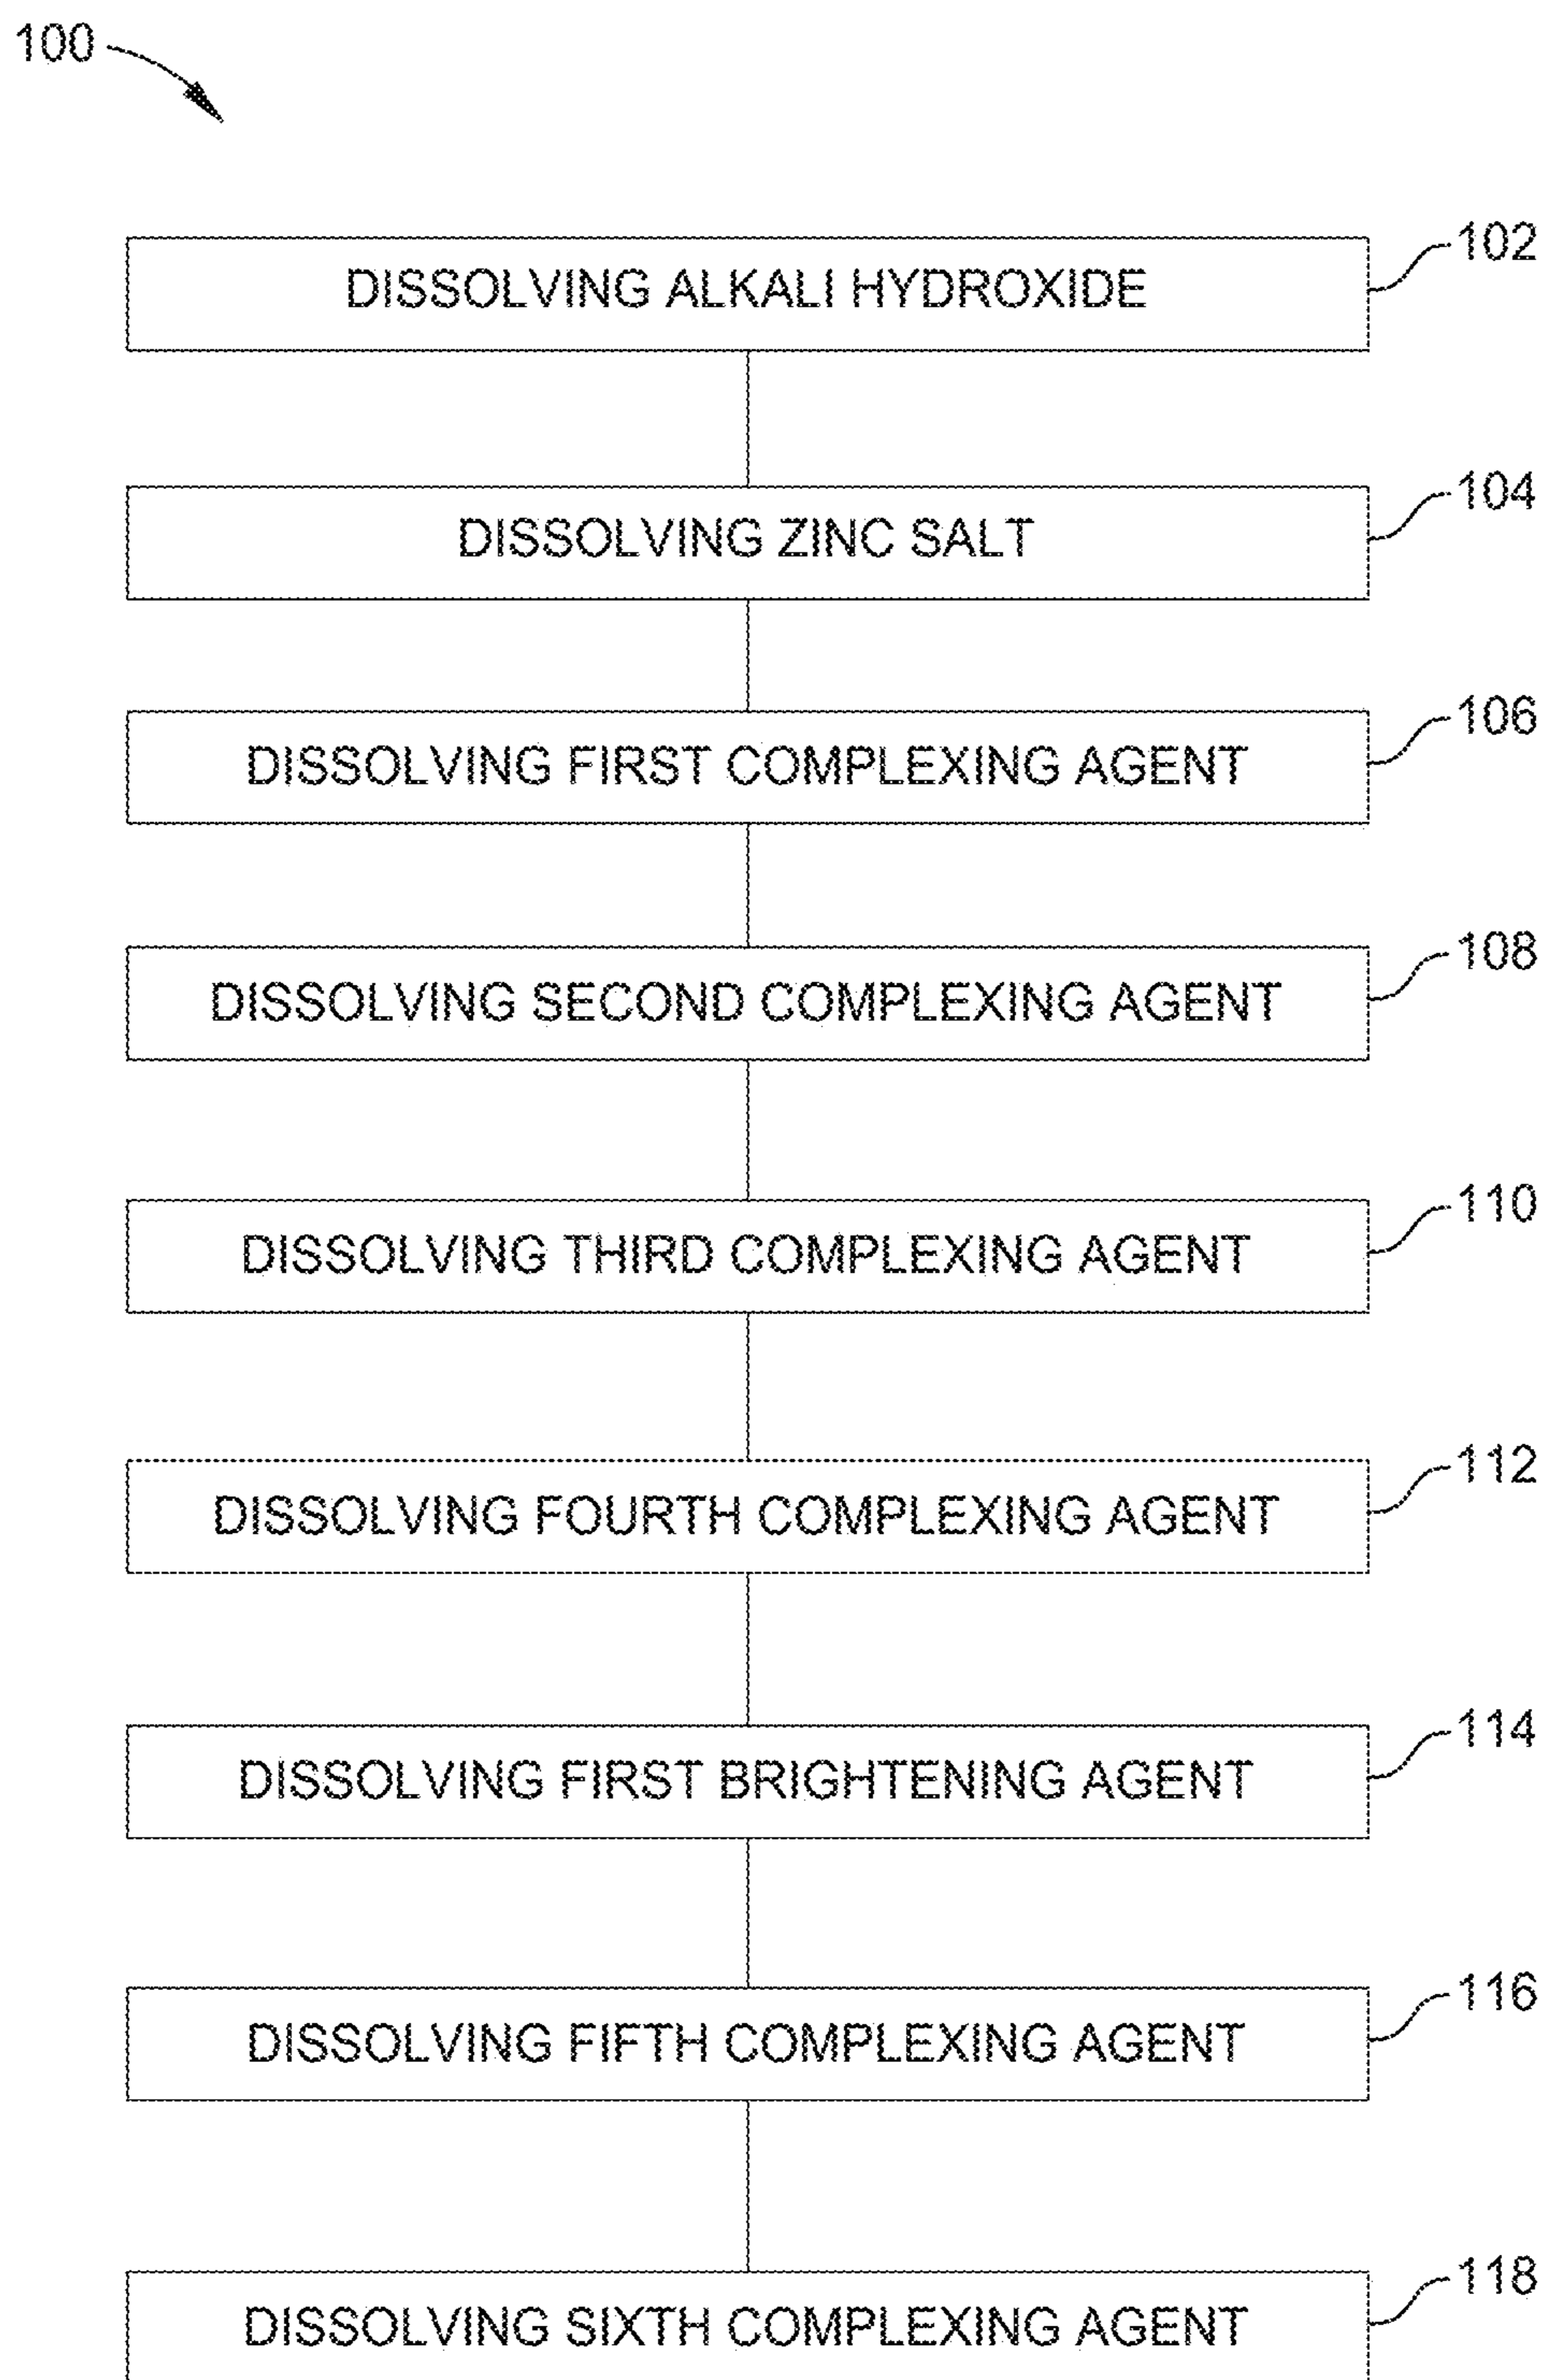 100
DISSOLVING ALKALI HYDROXIDE 102
DISSOLVING ZINC SALT 104
DISSOLVING FIRST COMPLEXING AGENT 106
DISSOLVING SECOND COMPLEXING AGENT 108
DISSOLVING THIRD COMPLEXING AGENT 110
DISSOLVING FOURTH COMPLEXING AGENT 112
DISSOLVING FIRST BRIGHTENING AGENT 114
DISSOLVING FIFTH COMPLEXING AGENT 116
DISSOLVING SIXTH COMPLEXING AGENT 118